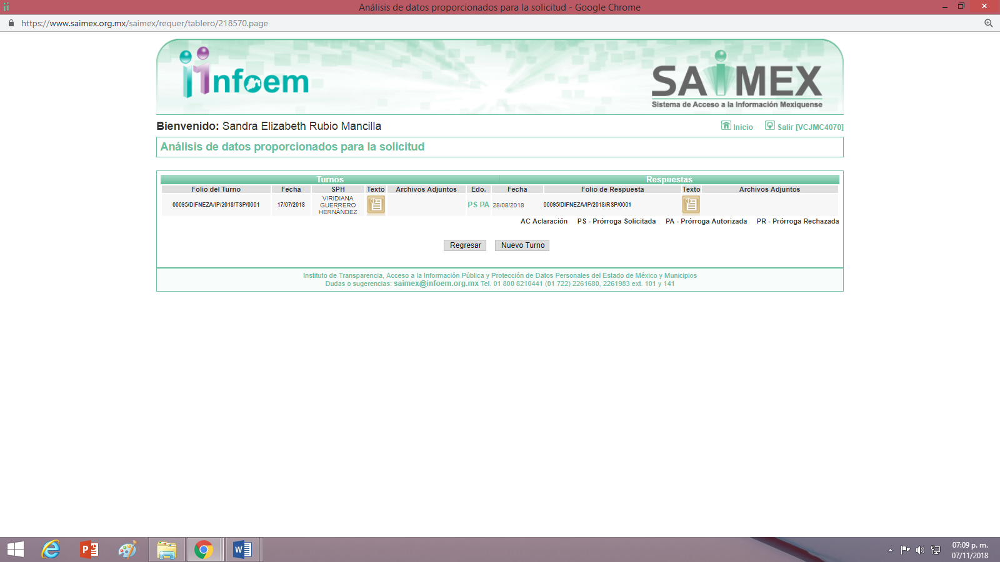 Análisis de datos proporcionados para la solicitud - Google Chrome
https://www.saimex.org.mx/saimex/requer/tablero/218570.page
infoem
SAIMEX
Sistema de Acceso a la Información Mexiquense
Bienvenido: Sandra Elizabeth Rubio Mancilla
Inicio Salir [VCJMC4070]
Análisis de datos proporcionados para la solicitud
Turnos Respuestas
Folio del Turno Fecha SPH Texto Archivos Adjuntos Edo. Fecha Folio de Respuesta Texto Archivos Adjuntos
00095/DIFNEZA/IP/2018/TSP/0001 17/07/2018 VIRIDIANA GUERRERO HERNÁNDEZ PS PA 28/08/2018 00095/DIFNEZA/IP/2018/RSP/0001
AC Aclaración PS - Prórroga Solicitada PA - Prórroga Autorizada PR - Prórroga Rechazada
Regresar Nuevo Turno
Instituto de Transparencia, Acceso a la Información Pública y Protección de Datos Personales del Estado de México y Municipios
Dudas o sugerencias: saimex@infoem.org.mx Tel. 01 800 8210441 (01 722) 2261680, 2261983 ext. 101 y 141
07:09 p. m.
07/11/2018